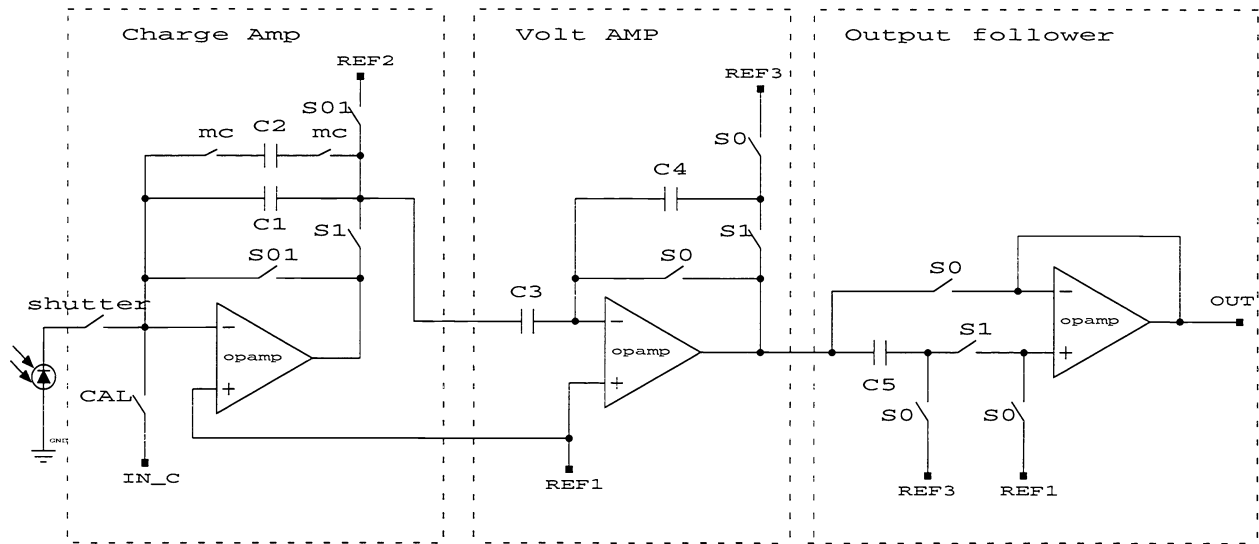 Charge Amp
Volt AMP
Output follower
REF2
REF3
S01
mc
C2
mc
S0
C4
C1
S1
S1
S01
S0
S0
shutter
C3
OUT
opamp
opamp
opamp
S1
CAL
C5
S0
S0
GND
IN_C
REF1
REF3
REF1